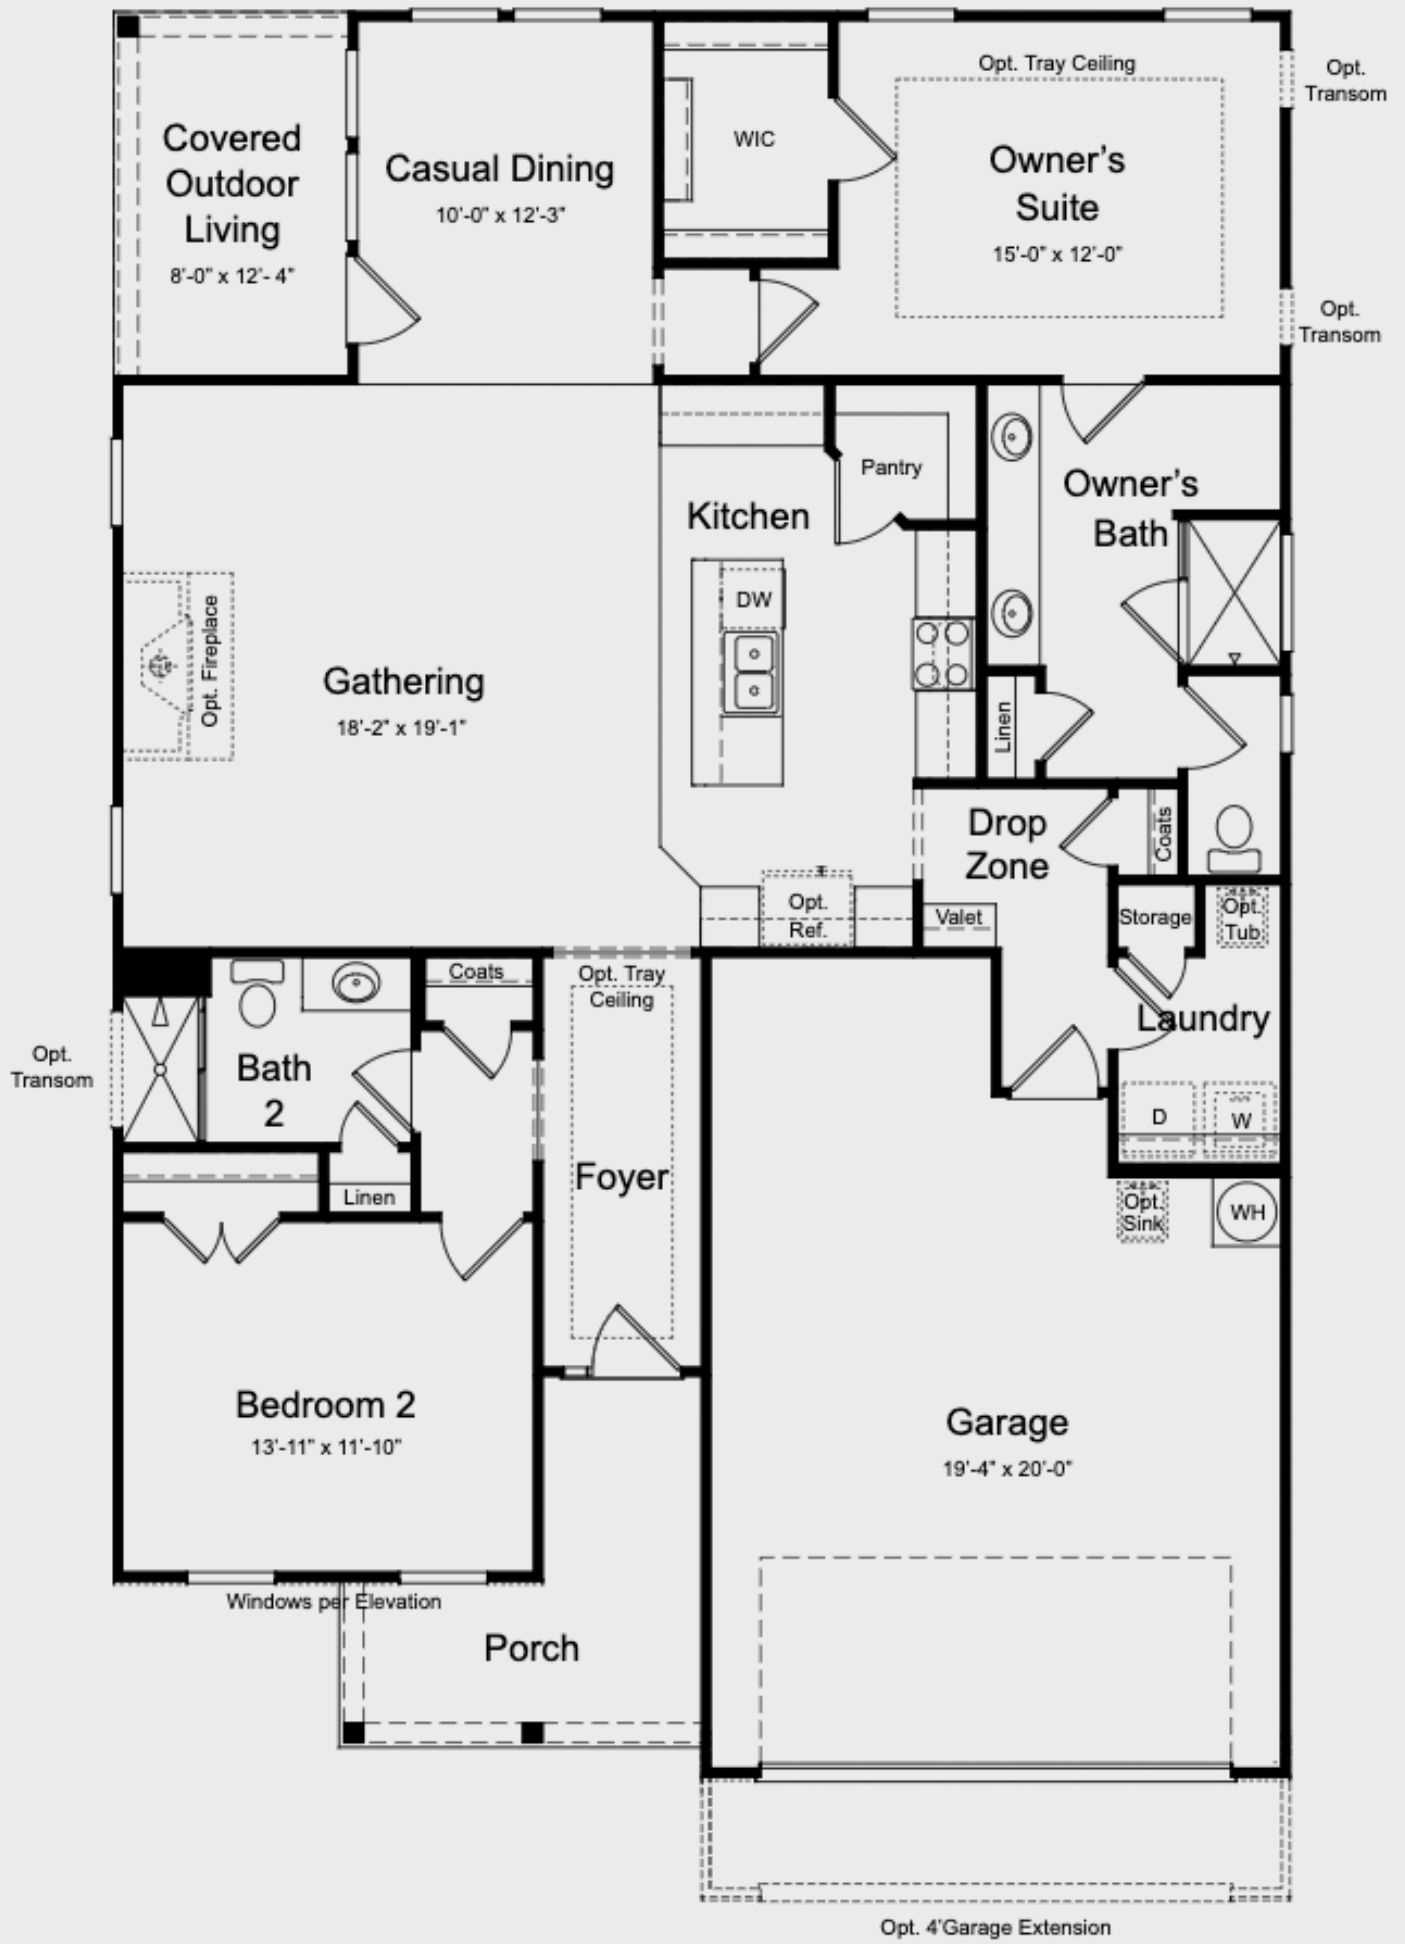 Opt. Tray Ceiling
Opt.
Transom
Covered
Outdoor
Living
8'-0" x 12'- 4"
Casual Dining
10'-0" x 12'-3"
WIC
Owner's
Suite
15'-0" x 12'-0"
Opt.
Transom
Pantry
Kitchen
Owner's
Bath
DW
Opt. Fireplace
Gathering
18'-2" x 19'-1"
Linen
Drop
Zone
Coats
Opt.
Ref.
Valet
Storage
Opt.
Tub
Coats
Opt. Tray
Ceiling
Laundry
Opt.
Transom
Bath
2
D
W
Linen
Foyer
Opt.
Sink
WH
Bedroom 2
13'-11" x 11'-10"
Garage
19'-4" x 20'-0"
Windows per Elevation
Porch
Opt. 4'Garage Extension